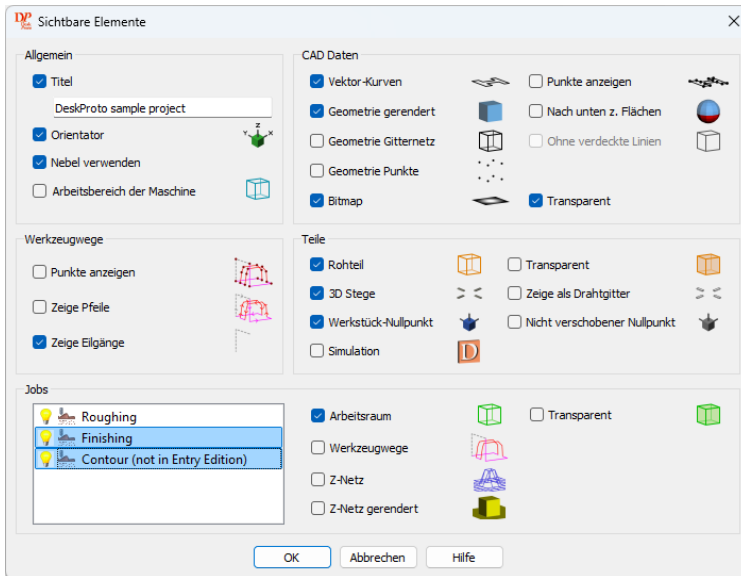 DP
Sichtbare Elemente
Allgemein
Titel
DeskProto sample project
Orientator
Z
Y
X
Nebel verwenden
Arbeitsbereich der Maschine
CAD Daten
Vektor-Kurven
Punkte anzeigen
Geometrie gerendert
Nach unten z. Flächen
Geometrie Gitternetz
Ohne verdeckte Linien
Geometrie Punkte
Bitmap
Transparent
Werkzeugwege
Punkte anzeigen
Zeige Pfeile
Zeige Eilgänge
Teile
Rohteil
Transparent
3D Stege
Zeige als Drahtgitter
Werkstück-Nullpunkt
Nicht verschobener Nullpunkt
Simulation
D
Jobs
Roughing
Finishing
Contour (not in Entry Edition)
Arbeitsraum
Transparent
Werkzeugwege
Z-Netz
Z-Netz gerendert
OK
Abbrechen
Hilfe